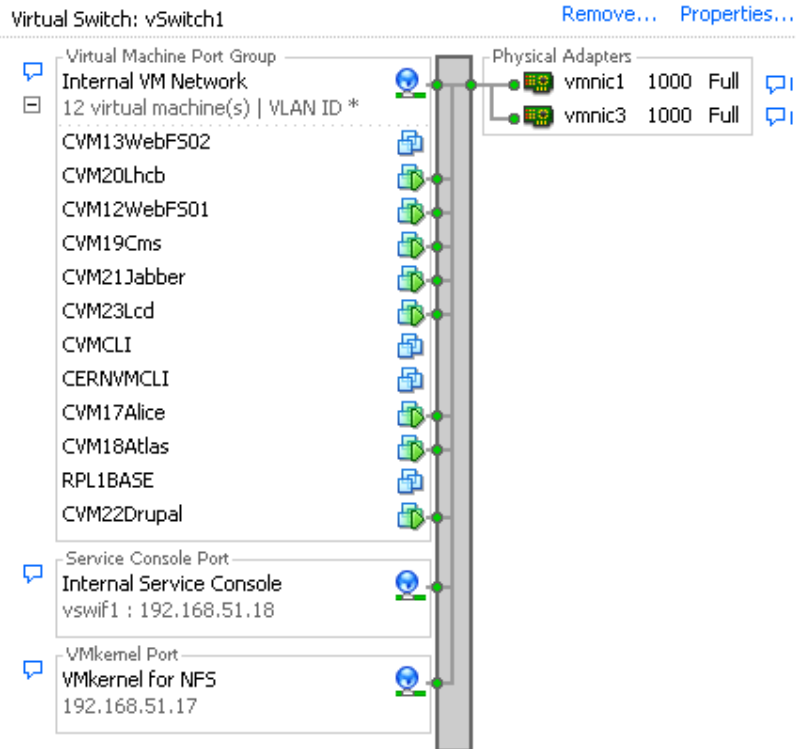 Virtual Switch: vSwitch1 Remove... Properties...
Virtual Machine Port Group
Internal VM Network
12 virtual machine(s) | VLAN ID *
CVM13WebFS02
CVM20Lhcb
CVM12WebFS01
CVM19Cms
CVM21Jabber
CVM23Lcd
CVMCLI
CERNVMCLI
CVM17Alice
CVM18Atlas
RPL1BASE
CVM22Drupal
Service Console Port
Internal Service Console
vswif1 : 192.168.51.18
VMkernel Port
VMkernel for NFS
192.168.51.17
Physical Adapters
vmnic1 1000 Full
vmnic3 1000 Full